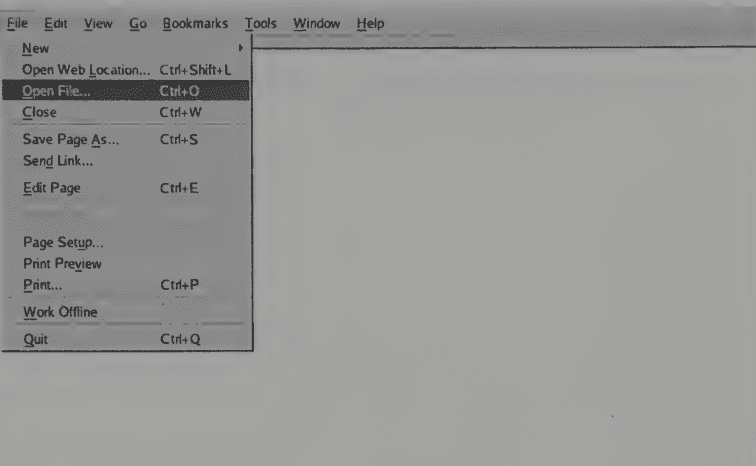 File Edit View Go Bookmarks Tools Window Help
New
Open Web Location... Ctrl+Shift+L
Open File... Ctrl+O
Close Ctrl+W
Save Page As... Ctrl+S
Send Link...
Edit Page Ctrl+E
Page Setup...
Print Preview
Print... Ctrl+P
Work Offline
Quit Ctrl+Q